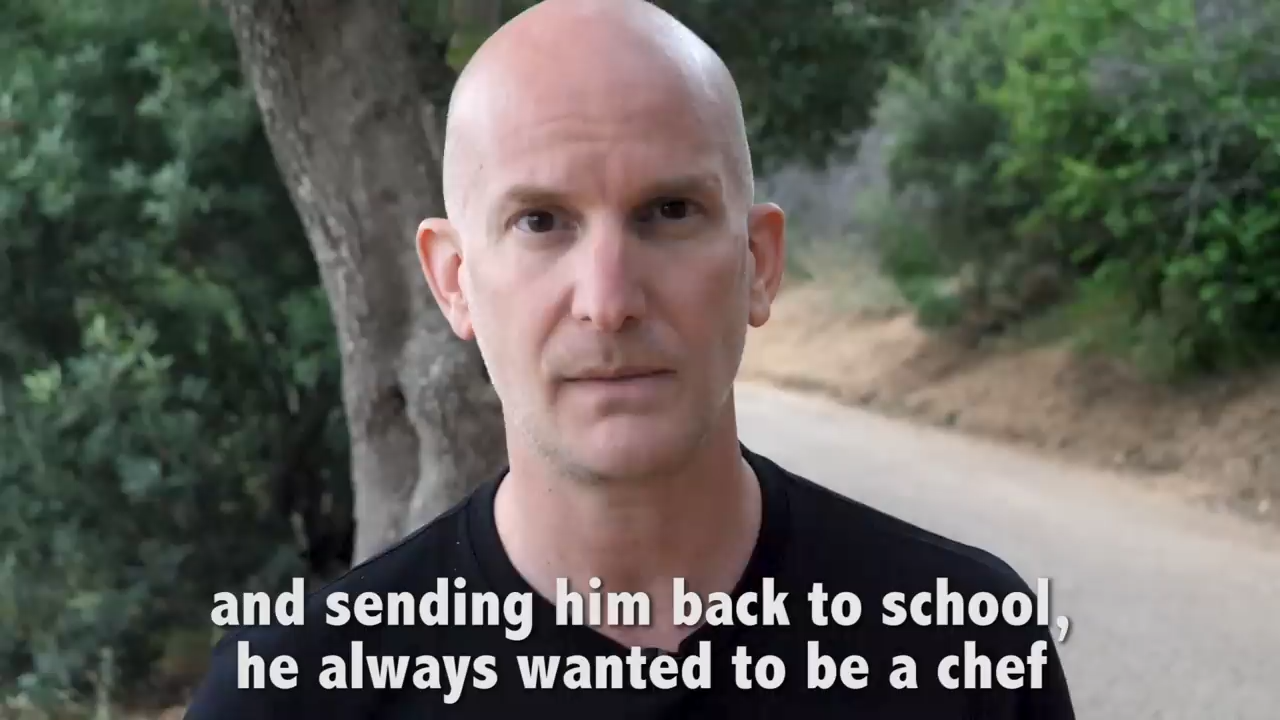 and sending him back to school,
he always wanted to be a chef